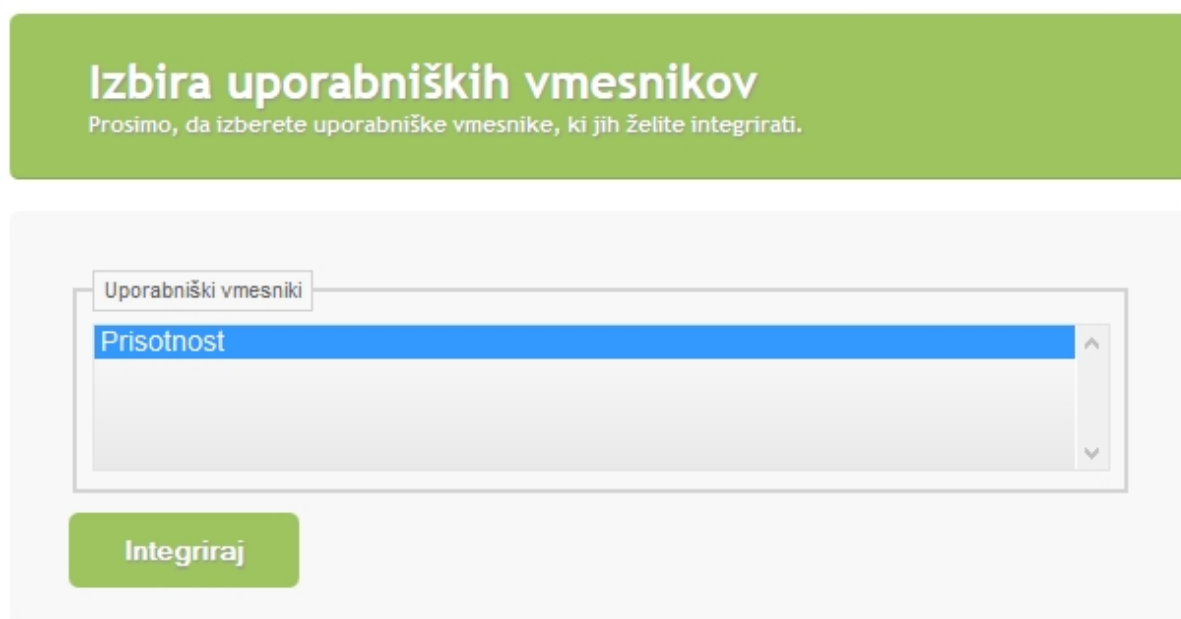 Izbira uporabniških vmesnikov
Prosimo, da izberete uporabniške vmesnike, ki jih želite integrirati.
Uporabniški vmesniki
Prisotnost
Integriraj